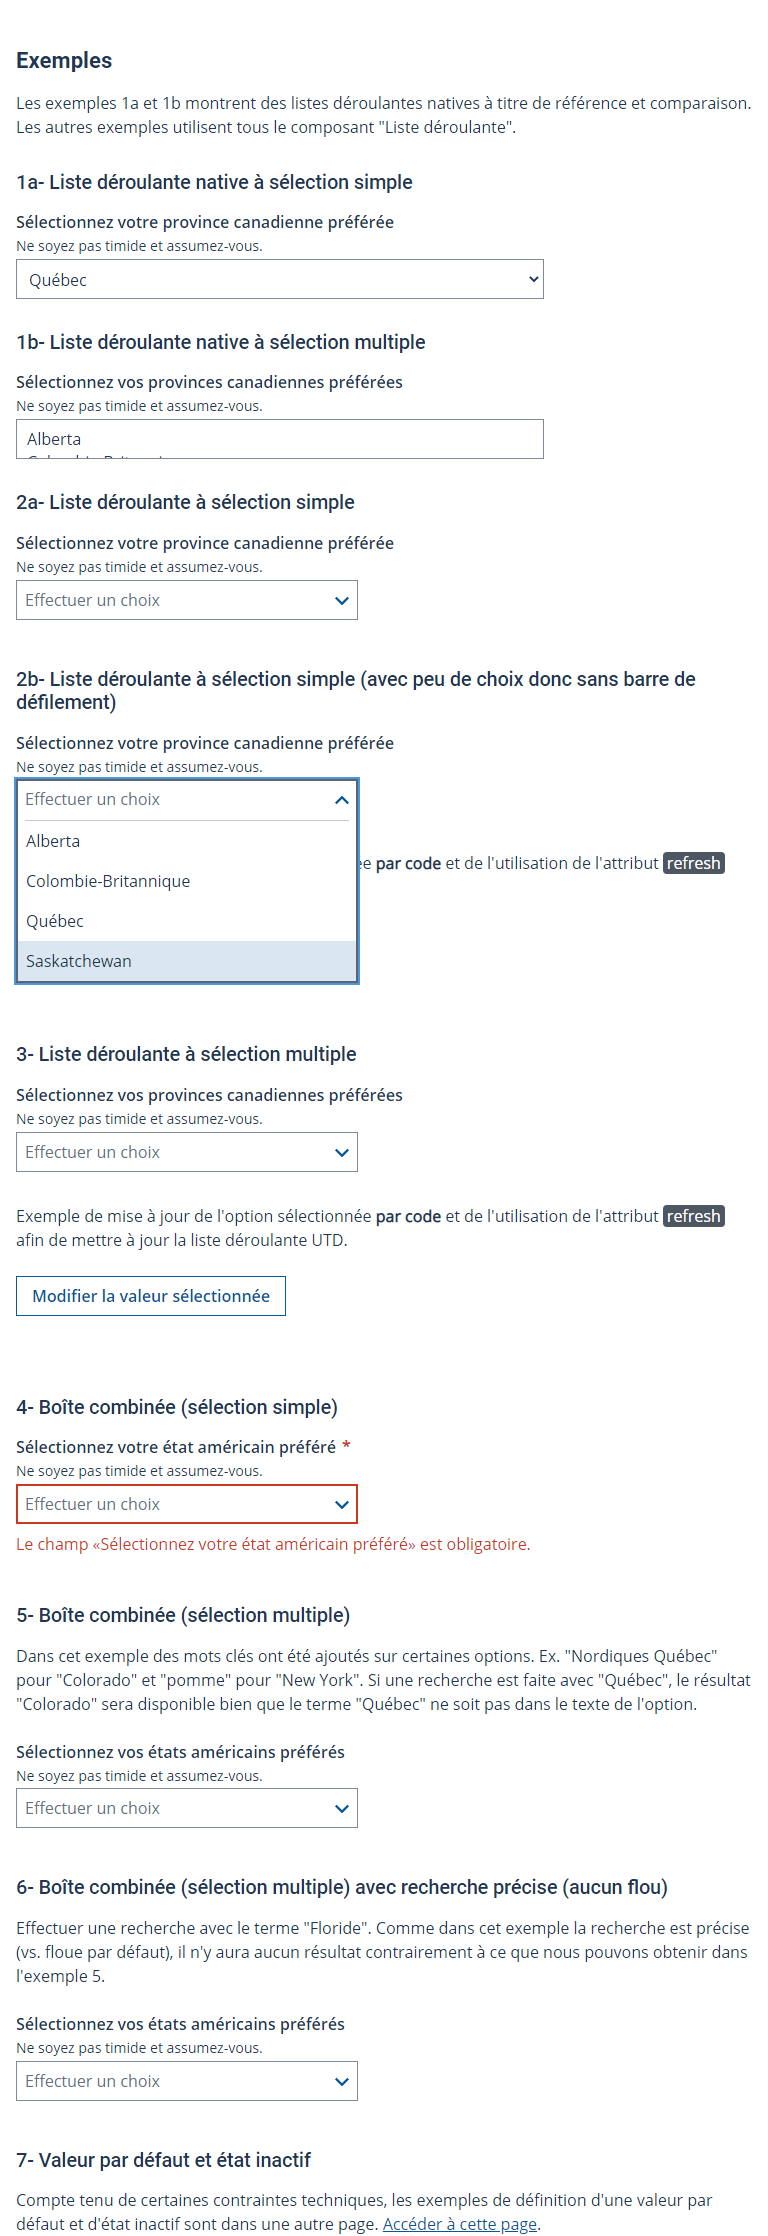 Exemples
Les exemples 1a et 1b montrent des listes déroulantes natives à titre de référence et comparaison.
Les autres exemples utilisent tous le composant "Liste déroulante".
1a- Liste déroulante native à sélection simple
Sélectionnez votre province canadienne préférée
Ne soyez pas timide et assumez-vous.
Québec
1b- Liste déroulante native à sélection multiple
Sélectionnez vos provinces canadiennes préférées
Ne soyez pas timide et assumez-vous.
Alberta
2a- Liste déroulante à sélection simple
Sélectionnez votre province canadienne préférée
Ne soyez pas timide et assumez-vous.
Effectuer un choix
2b- Liste déroulante à sélection simple (avec peu de choix donc sans barre de
défilement)
Sélectionnez votre province canadienne préférée
Ne soyez pas timide et assumez-vous.
Effectuer un choix
Alberta
par code et de l'utilisation de l'attribut refresh
Colombie-Britannique
Québec
Saskatchewan
3- Liste déroulante à sélection multiple
Sélectionnez vos provinces canadiennes préférées
Ne soyez pas timide et assumez-vous.
Effectuer un choix
Exemple de mise à jour de l'option sélectionnée par code et de l'utilisation de l'attribut refresh
afin de mettre à jour la liste déroulante UTD.
Modifier la valeur sélectionnée
4- Boîte combinée (sélection simple)
Sélectionnez votre état américain préféré *
Ne soyez pas timide et assumez-vous.
Effectuer un choix
Le champ «Sélectionnez votre état américain préféré» est obligatoire.
5- Boîte combinée (sélection multiple)
Dans cet exemple des mots clés ont été ajoutés sur certaines options. Ex. "Nordiques Québec"
pour "Colorado" et "pomme" pour "New York". Si une recherche est faite avec "Québec", le résultat
"Colorado" sera disponible bien que le terme "Québec" ne soit pas dans le texte de l'option.
Sélectionnez vos états américains préférés
Ne soyez pas timide et assumez-vous.
Effectuer un choix
6- Boîte combinée (sélection multiple) avec recherche précise (aucun flou)
Effectuer une recherche avec le terme "Floride". Comme dans cet exemple la recherche est précise
(vs. floue par défaut), il n'y aura aucun résultat contrairement à ce que nous pouvons obtenir dans
l'exemple 5.
Sélectionnez vos états américains préférés
Ne soyez pas timide et assumez-vous.
Effectuer un choix
7- Valeur par défaut et état inactif
Compte tenu de certaines contraintes techniques, les exemples de définition d'une valeur par
défaut et d'état inactif sont dans une autre page. Accéder à cette page.